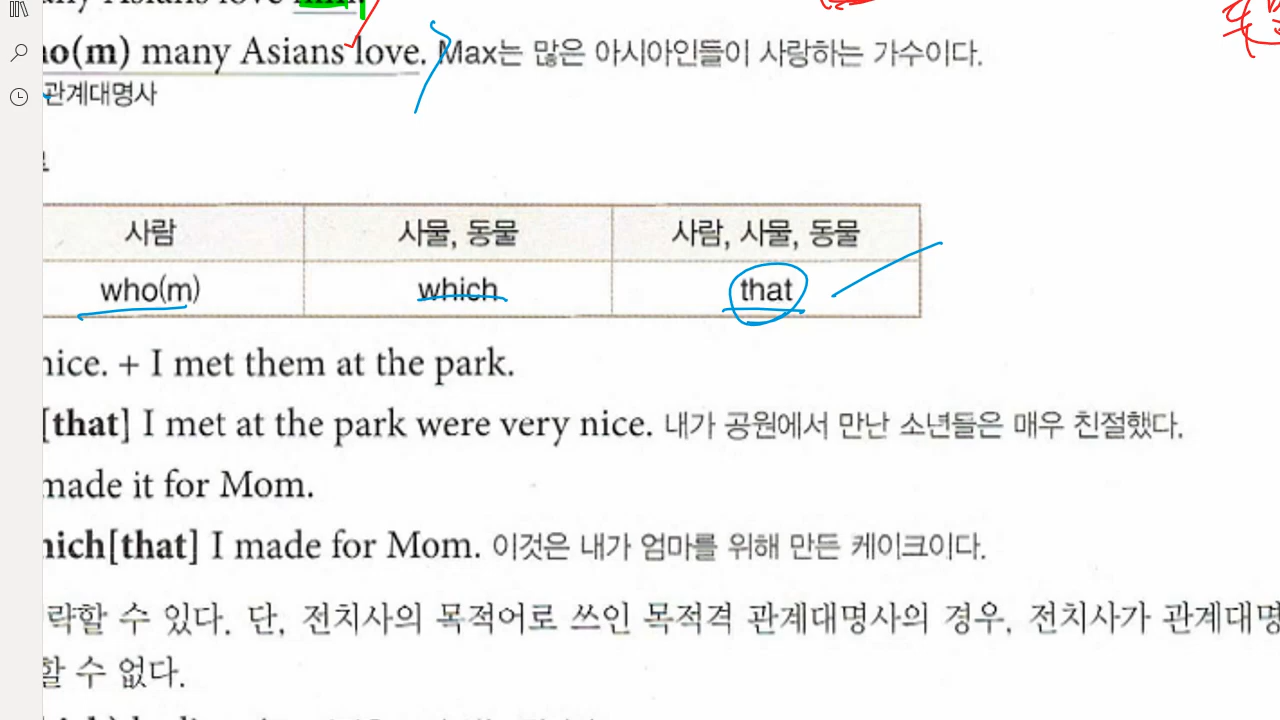 many Asians love him.
ho(m) many Asians love. Max는 많은 아시아인들이 사랑하는 가수이다.
관계대명사
사람 사물, 동물 사람, 사물, 동물
who(m) which that
nice. + I met them at the park.
[that] I met at the park were very nice. 내가 공원에서 만난 소년들은 매우 친절했다.
made it for Mom.
hich[that] I made for Mom. 이것은 내가 엄마를 위해 만든 케이크이다.
략할 수 있다. 단, 전치사의 목적어로 쓰인 목적격 관계대명사의 경우, 전치사가 관계대명
할 수 없다.